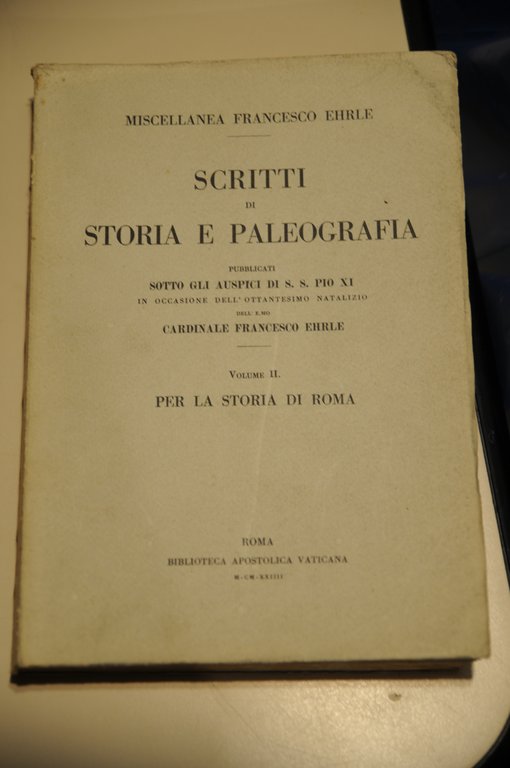 MISCELLANEA FRANCESCO EHRLE
SCRITTI
DI
STORIA E PALEOGRAFIA
PUBBLICATI
SOTTO GLI AUSPICI DI S. S. PIO XI
IN OCCASIONE DELL'OTTANTESIMO NATALIZIO
DELL' E.MO
CARDINALE FRANCESCO EHRLE
VOLUME II.
PER LA STORIA DI ROMA
ROMA
BIBLIOTECA APOSTOLICA VATICANA
M·CM·XXIIII